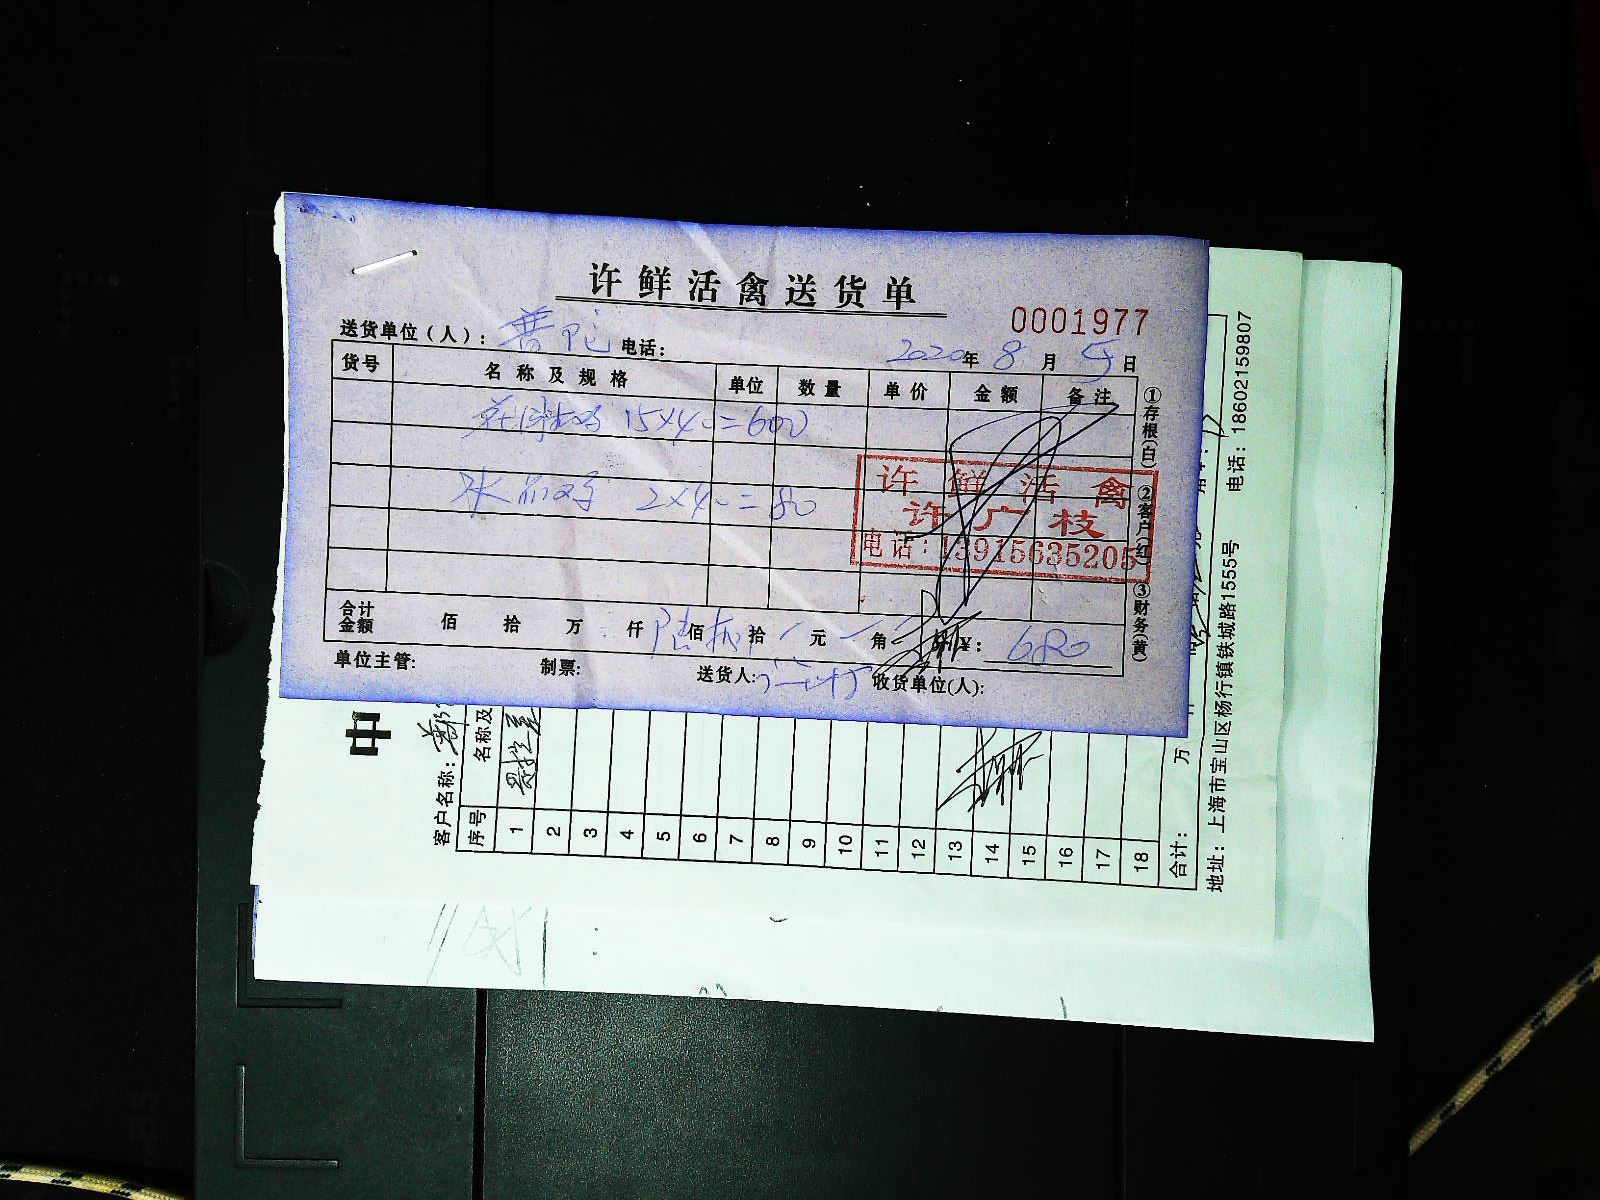 许鲜活禽送货单
0001977
送货单位(人): 普陀 电话: 2020年 8月 5日
货号 名称及规格 单位 数量 单价 金额 备注
15×40=600
2×40=80
许鲜活禽
许广枝
电话:13915635205
合计金额 佰 拾 万 仟 陆佰捌拾 元 角 分 ¥: 680
单位主管: 制票: 送货人: 收货单位(人):
①存根(白) ②客户(红) ③财务(黄)
中
客户名称:
序号 名称及
1
2
3
4
5
6
7
8
9
10
11
12
13
14
15
16
17
18
合计: 万
地址: 上海市宝山区杨行镇铁城路1555号 电话: 18602159807